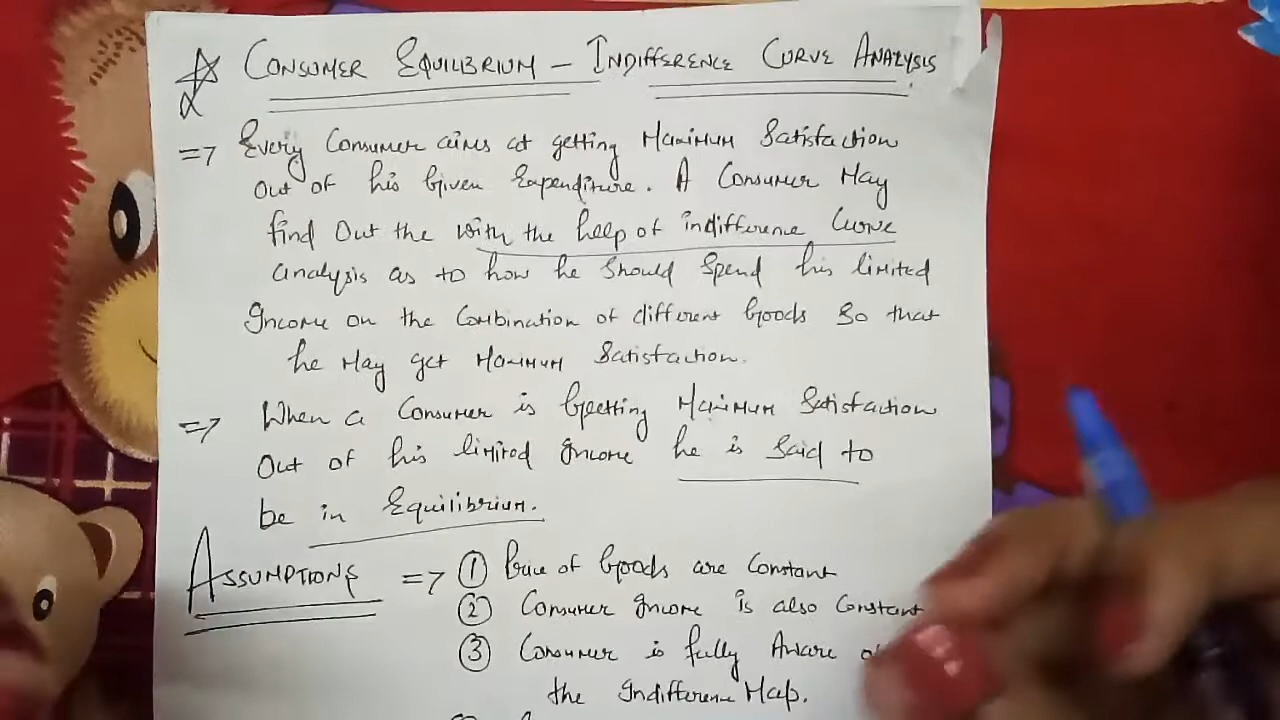 CONSUMER EQUILIBRIUM - INDIFFERENCE CURVE ANALYSIS
=> Every Consumer aims at getting Maximum Satisfaction
out of his Given Expenditure. A Consumer May
find out the with the help of indifference Curve
analysis as to how he should Spend his limited
Income on the Combination of different Goods So that
he May get Maximum Satisfaction.
=> When a Consumer is Getting Maximum Satisfaction
out of his limited Income he is Said to
be in Equilibrium.
ASSUMPTIONS => ① Price of Goods are Constant
② Consumer Income is also Constant
③ Consumer is fully Aware
the Indifference Map.